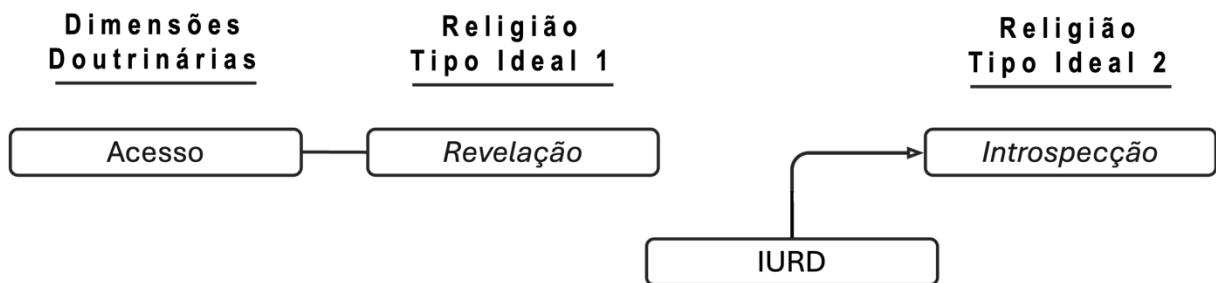 Dimensões
Doutrinárias
Religião
Tipo Ideal 1
Religião
Tipo Ideal 2
Acesso
Revelação
Introspecção
IURD